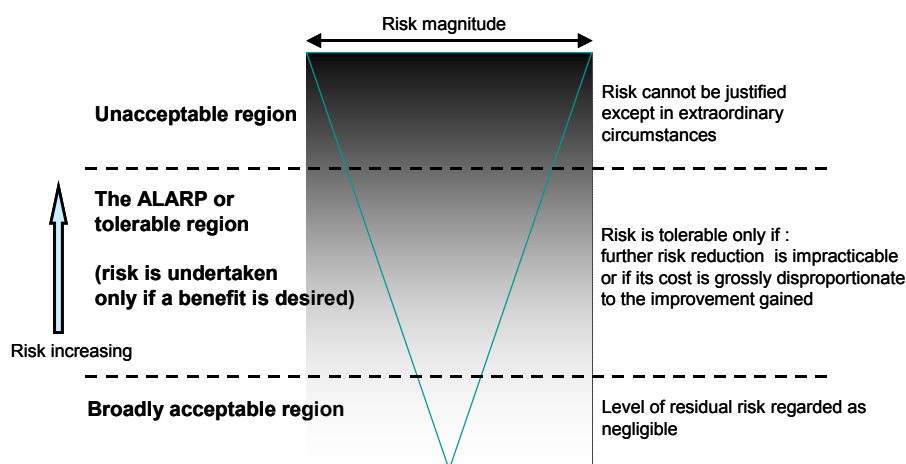 Risk magnitude
Unacceptable region
Risk cannot be justified
except in extraordinary
circumstances
The ALARP or
tolerable region
(risk is undertaken
only if a benefit is desired)
Risk is tolerable only if :
further risk reduction is impracticable
or if its cost is grossly disproportionate
to the improvement gained
Risk increasing
Broadly acceptable region
Level of residual risk regarded as
negligible